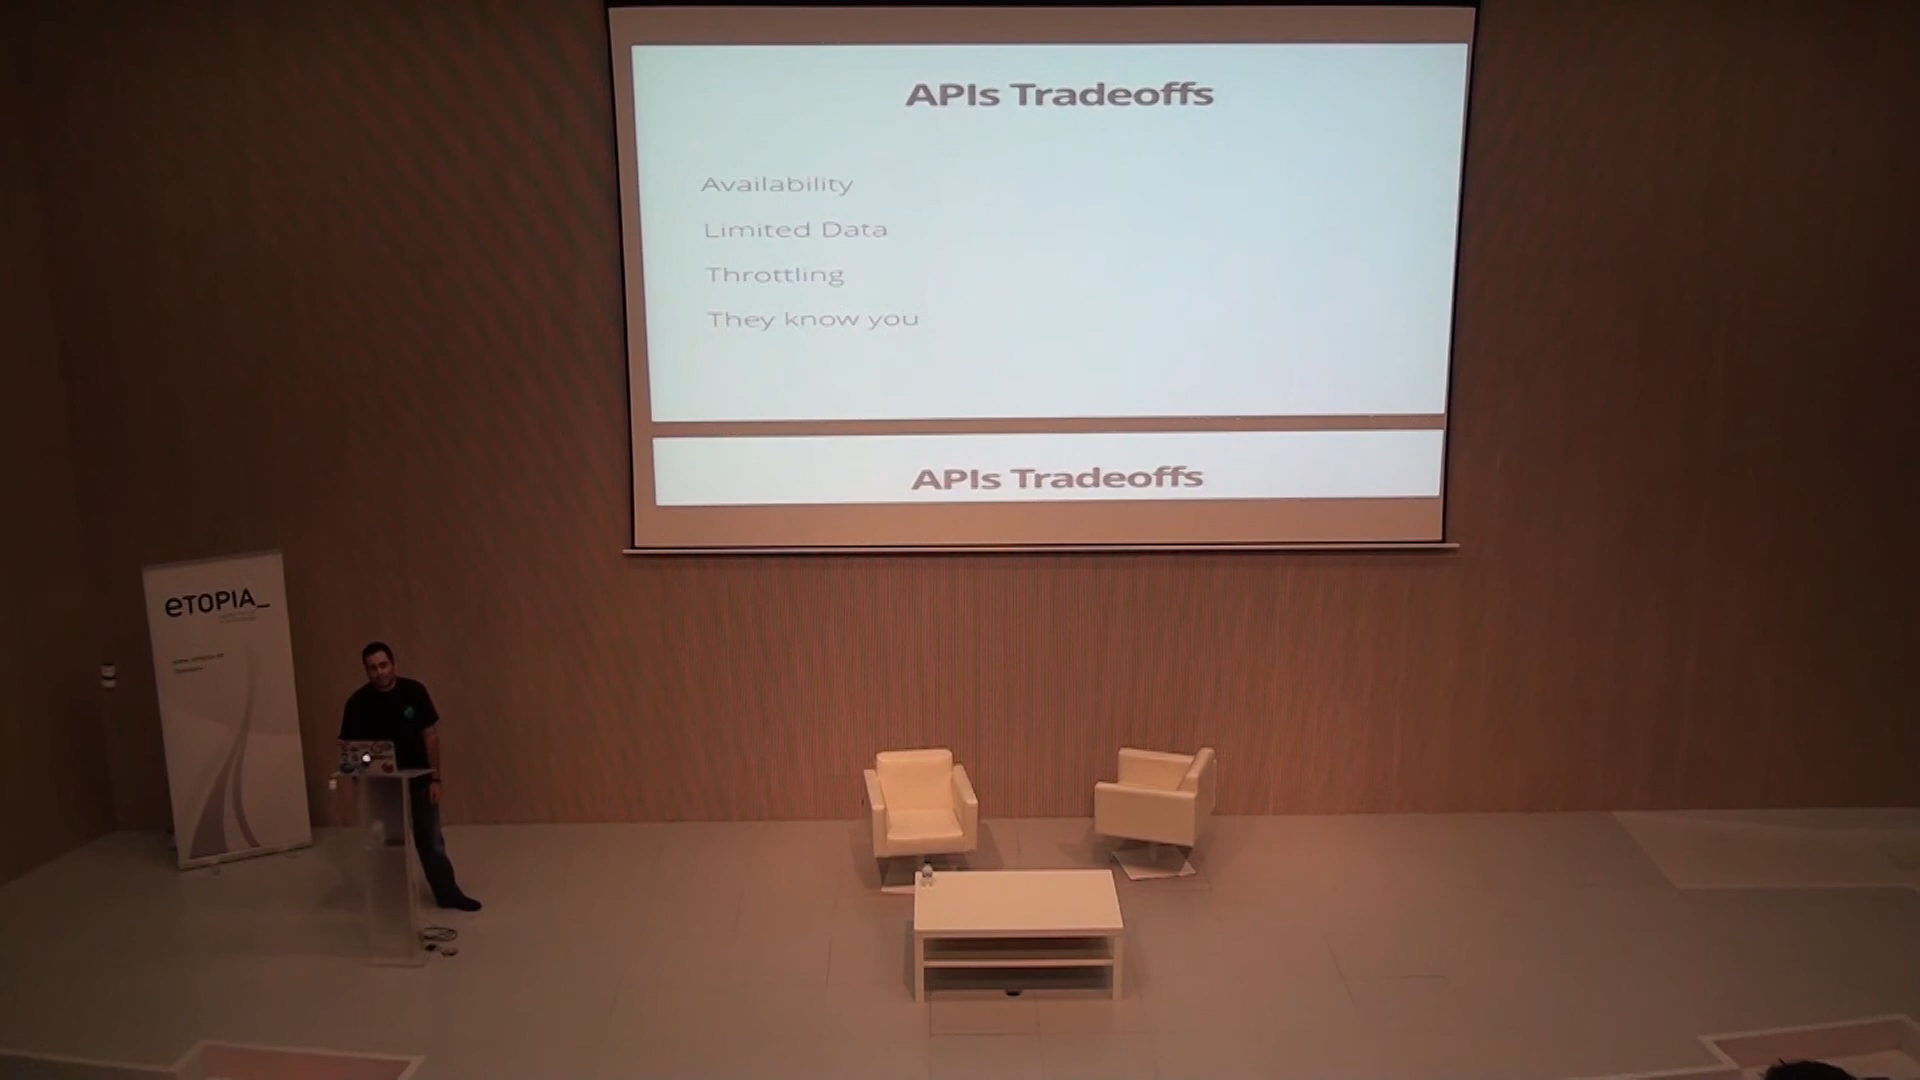 APIs Tradeoffs
Availability
Limited Data
Throttling
They know you
APIs Tradeoffs
eTOPIA_